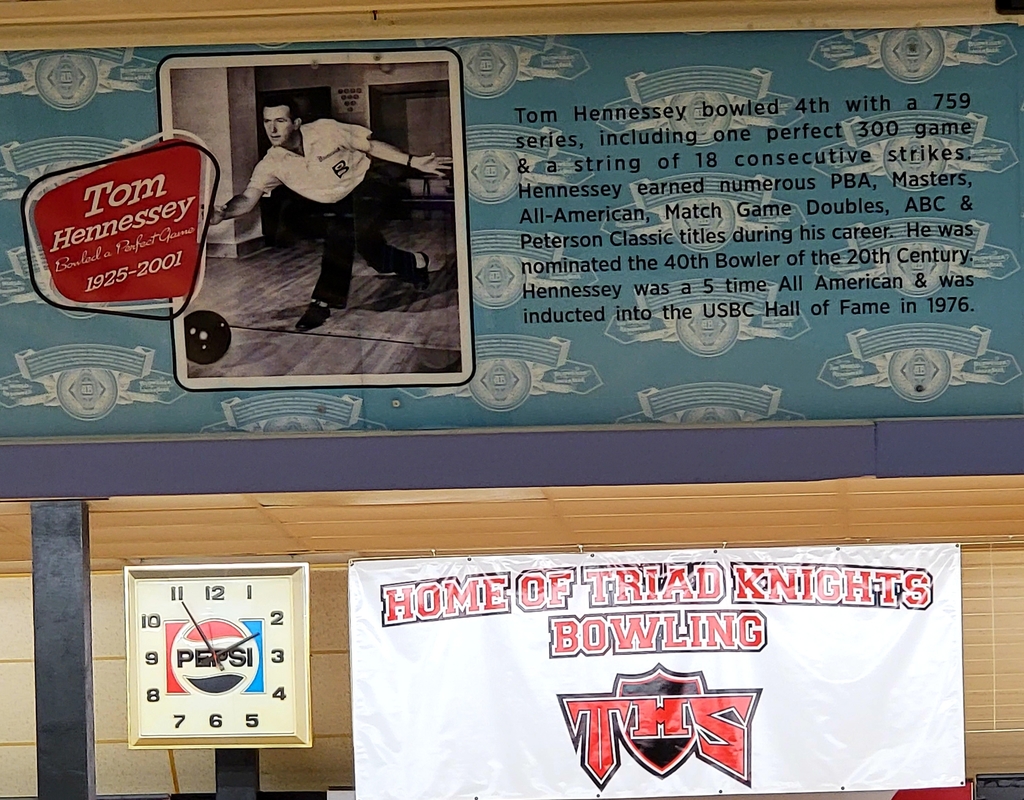 Tom
Hennessey
Bowled a Perfect Game
1925-2001
B
Tom Hennessey bowled 4th with a 759
series, including one perfect 300 game
& a string of 18 consecutive strikes.
Hennessey earned numerous PBA, Masters,
All-American, Match Game Doubles, ABC &
Peterson Classic titles during his career. He was
nominated the 40th Bowler of the 20th Century.
Hennessey was a 5 time All American & was
inducted into the USBC Hall of Fame in 1976.
11 12 1
10 2
9 PEPSI 3
8 4
7 6 5
HOME OF TRIAD KNIGHTS
BOWLING
THS